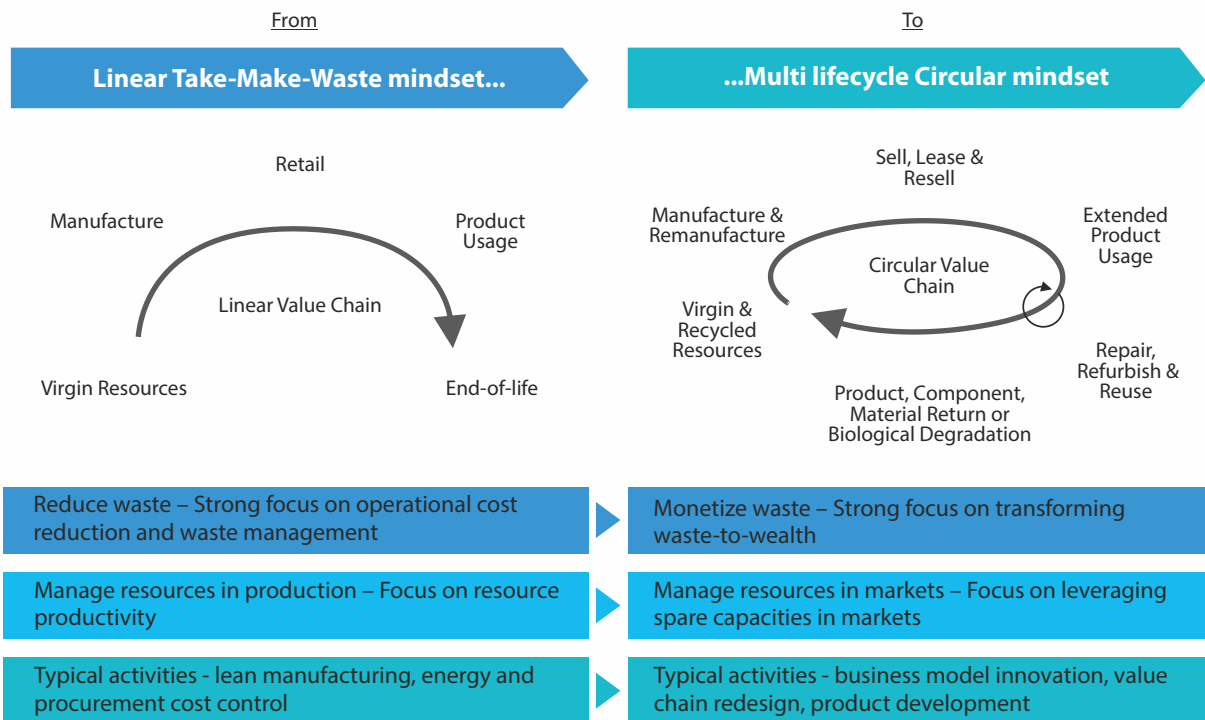 From
To
Linear Take-Make-Waste mindset...
...Multi lifecycle Circular mindset
Retail
Manufacture
Product
Usage
Linear Value Chain
Virgin Resources
End-of-life
Sell, Lease &
Resell
Manufacture &
Remanufacture
Extended
Product
Usage
Circular Value
Chain
Virgin &
Recycled
Resources
Repair,
Refurbish &
Reuse
Product, Component,
Material Return or
Biological Degradation
Reduce waste – Strong focus on operational cost
reduction and waste management
Monetize waste – Strong focus on transforming
waste-to-wealth
Manage resources in production – Focus on resource
productivity
Manage resources in markets – Focus on leveraging
spare capacities in markets
Typical activities - lean manufacturing, energy and
procurement cost control
Typical activities - business model innovation, value
chain redesign, product development